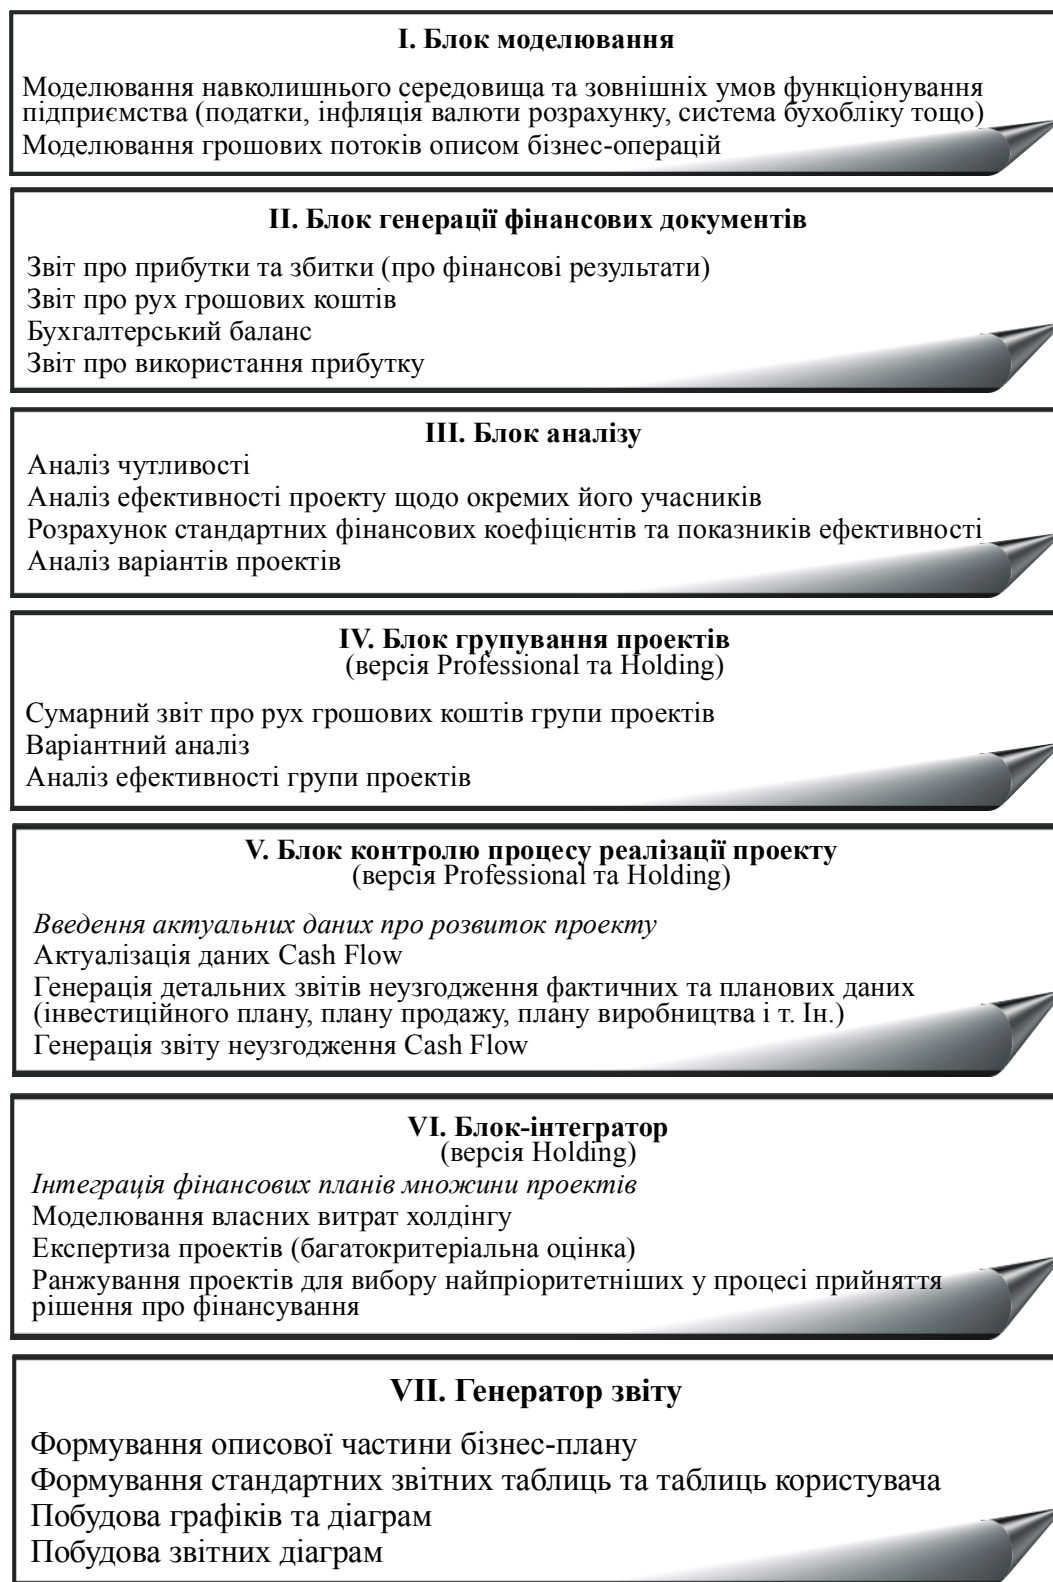 I. Блок моделювання
Моделювання навколишнього середовища та зовнішніх умов функціонування
підприємства (податки, інфляція валюти розрахунку, система бухобліку тощо)
Моделювання грошових потоків описом бізнес-операцій
II. Блок генерації фінансових документів
Звіт про прибутки та збитки (про фінансові результати)
Звіт про рух грошових коштів
Бухгалтерський баланс
Звіт про використання прибутку
III. Блок аналізу
Аналіз чутливості
Аналіз ефективності проекту щодо окремих його учасників
Розрахунок стандартних фінансових коефіцієнтів та показників ефективності
Аналіз варіантів проектів
IV. Блок групування проектів
(версія Professional та Holding)
Сумарний звіт про рух грошових коштів групи проектів
Варіантний аналіз
Аналіз ефективності групи проектів
V. Блок контролю процесу реалізації проекту
(версія Professional та Holding)
Введення актуальних даних про розвиток проекту
Актуалізація даних Cash Flow
Генерація детальних звітів неузгодження фактичних та планових даних
(інвестиційного плану, плану продажу, плану виробництва і т. Ін.)
Генерація звіту неузгодження Cash Flow
VI. Блок-інтегратор
(версія Holding)
Інтеграція фінансових планів множини проектів
Моделювання власних витрат холдінгу
Експертиза проектів (багатокритеріальна оцінка)
Ранжування проектів для вибору найпріоритетніших у процесі прийняття
рішення про фінансування
VII. Генератор звіту
Формування описової частини бізнес-плану
Формування стандартних звітних таблиць та таблиць користувача
Побудова графіків та діаграм
Побудова звітних діаграм